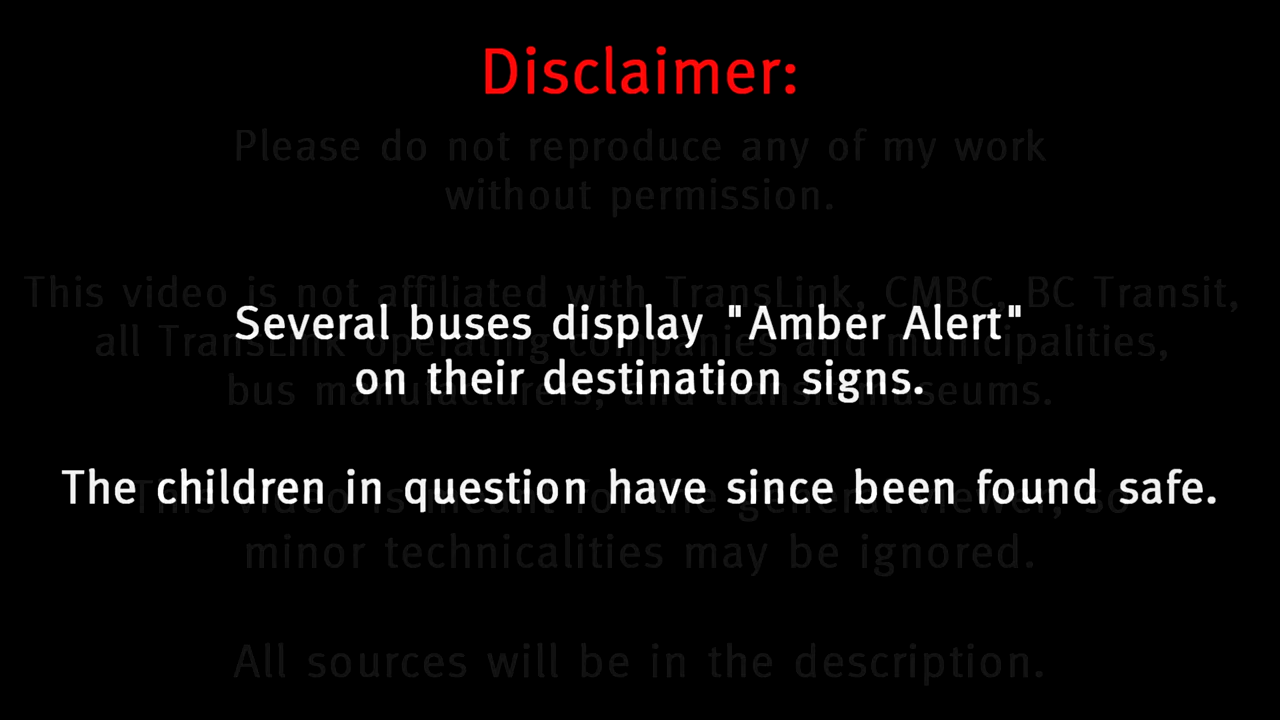 Disclaimer:
Please do not reproduce any of my work
without permission.
This video is not affiliated with TransLink, CMBC, BC Transit,
Several buses display "Amber Alert"
all TransLink operating companies and municipalities,
on their destination signs.
bus manufacturers, and transit museums.
The children in question have since been found safe.
This video is meant for the general viewer, so
minor technicalities may be ignored.
All sources will be in the description.